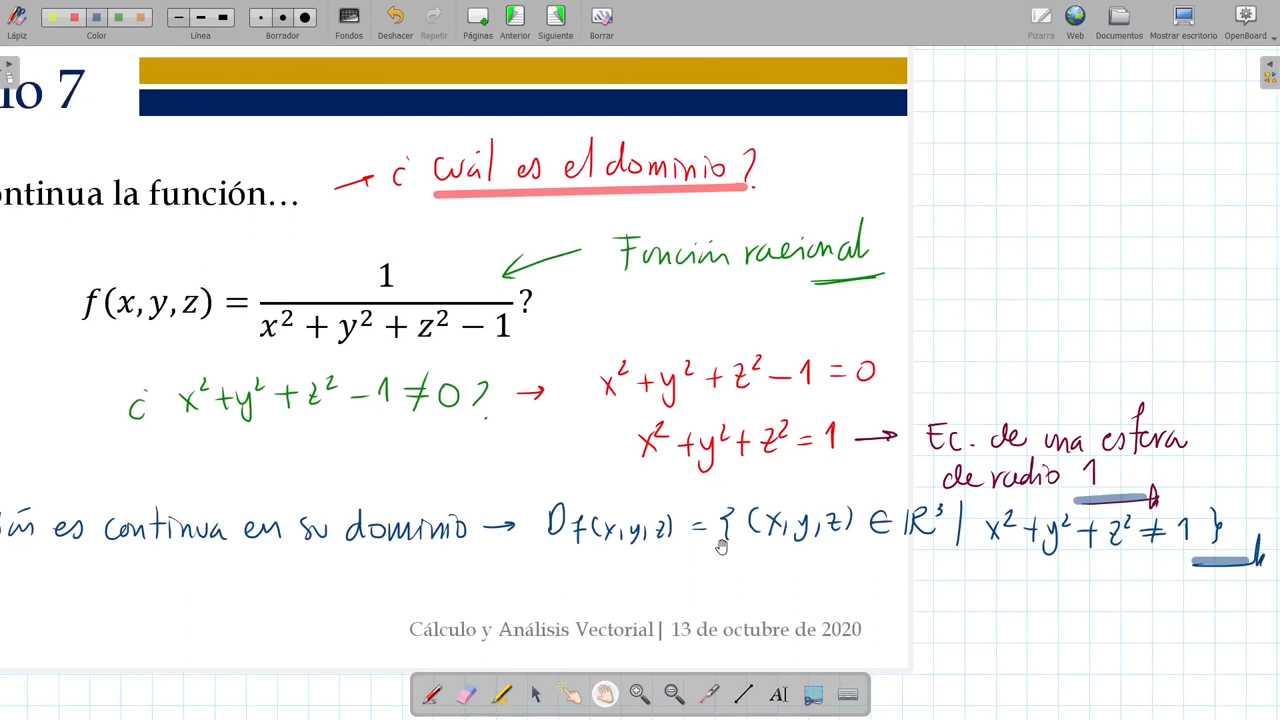 Lápiz Color Línea Borrador Fondos Deshacer Repetir Páginas Anterior Siguiente Borrar Pizarra Web Documentos Mostrar escritorio OpenBoard
io 7
→ ¿ Cuál es el dominio?
ontinua la función...
← Función racional
f(x, y, z) = 1 / (x² + y² + z² − 1) ?
¿ x² + y² + z² − 1 ≠ 0 ? → x² + y² + z² − 1 = 0
x² + y² + z² = 1 → Ec. de una esfera
de radio 1
es continua en su dominio → Df(x,y,z) = { (x, y, z) ∈ ℝ³ | x² + y² + z² ≠ 1 }
Cálculo y Análisis Vectorial| 13 de octubre de 2020
AI